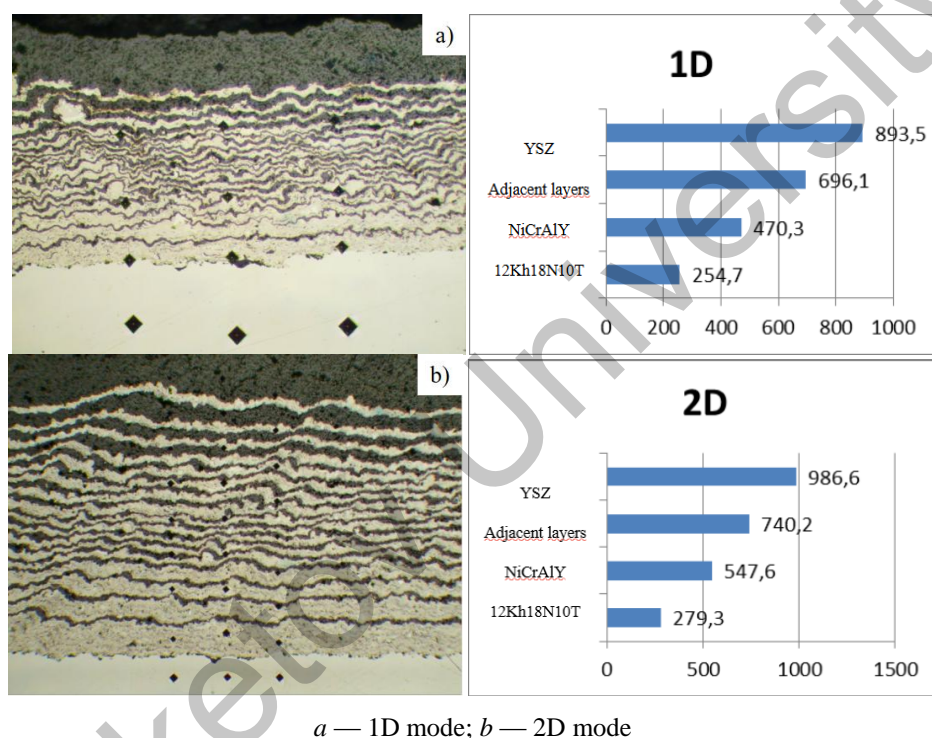 a)
1D
YSZ
893,5
Adjacent layers
696,1
NiCrAlY
470,3
12Kh18N10T
254,7
0 200 400 600 800 1000
b)
2D
YSZ
986,6
Adjacent layers
740,2
NiCrAlY
547,6
12Kh18N10T
279,3
0 500 1000 1500
a — 1D mode; b — 2D mode
ketov University